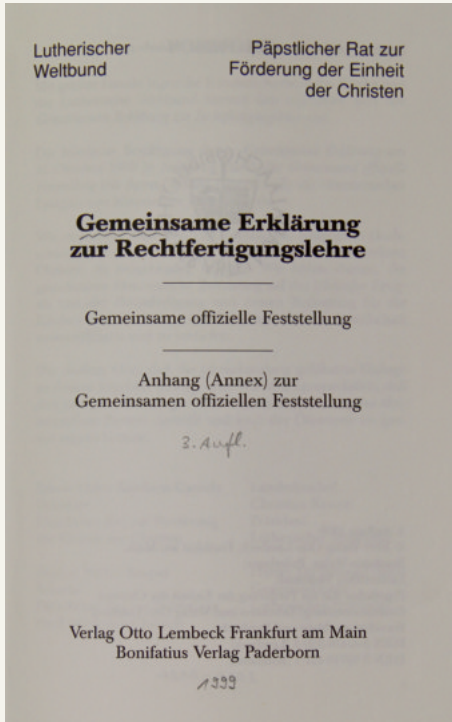 Lutherischer
Weltbund
Päpstlicher Rat zur
Förderung der Einheit
der Christen
Gemeinsame Erklärung
zur Rechtfertigungslehre
Gemeinsame offizielle Feststellung
Anhang (Annex) zur
Gemeinsamen offiziellen Feststellung
3. Aufl.
Verlag Otto Lembeck Frankfurt am Main
Bonifatius Verlag Paderborn
1999